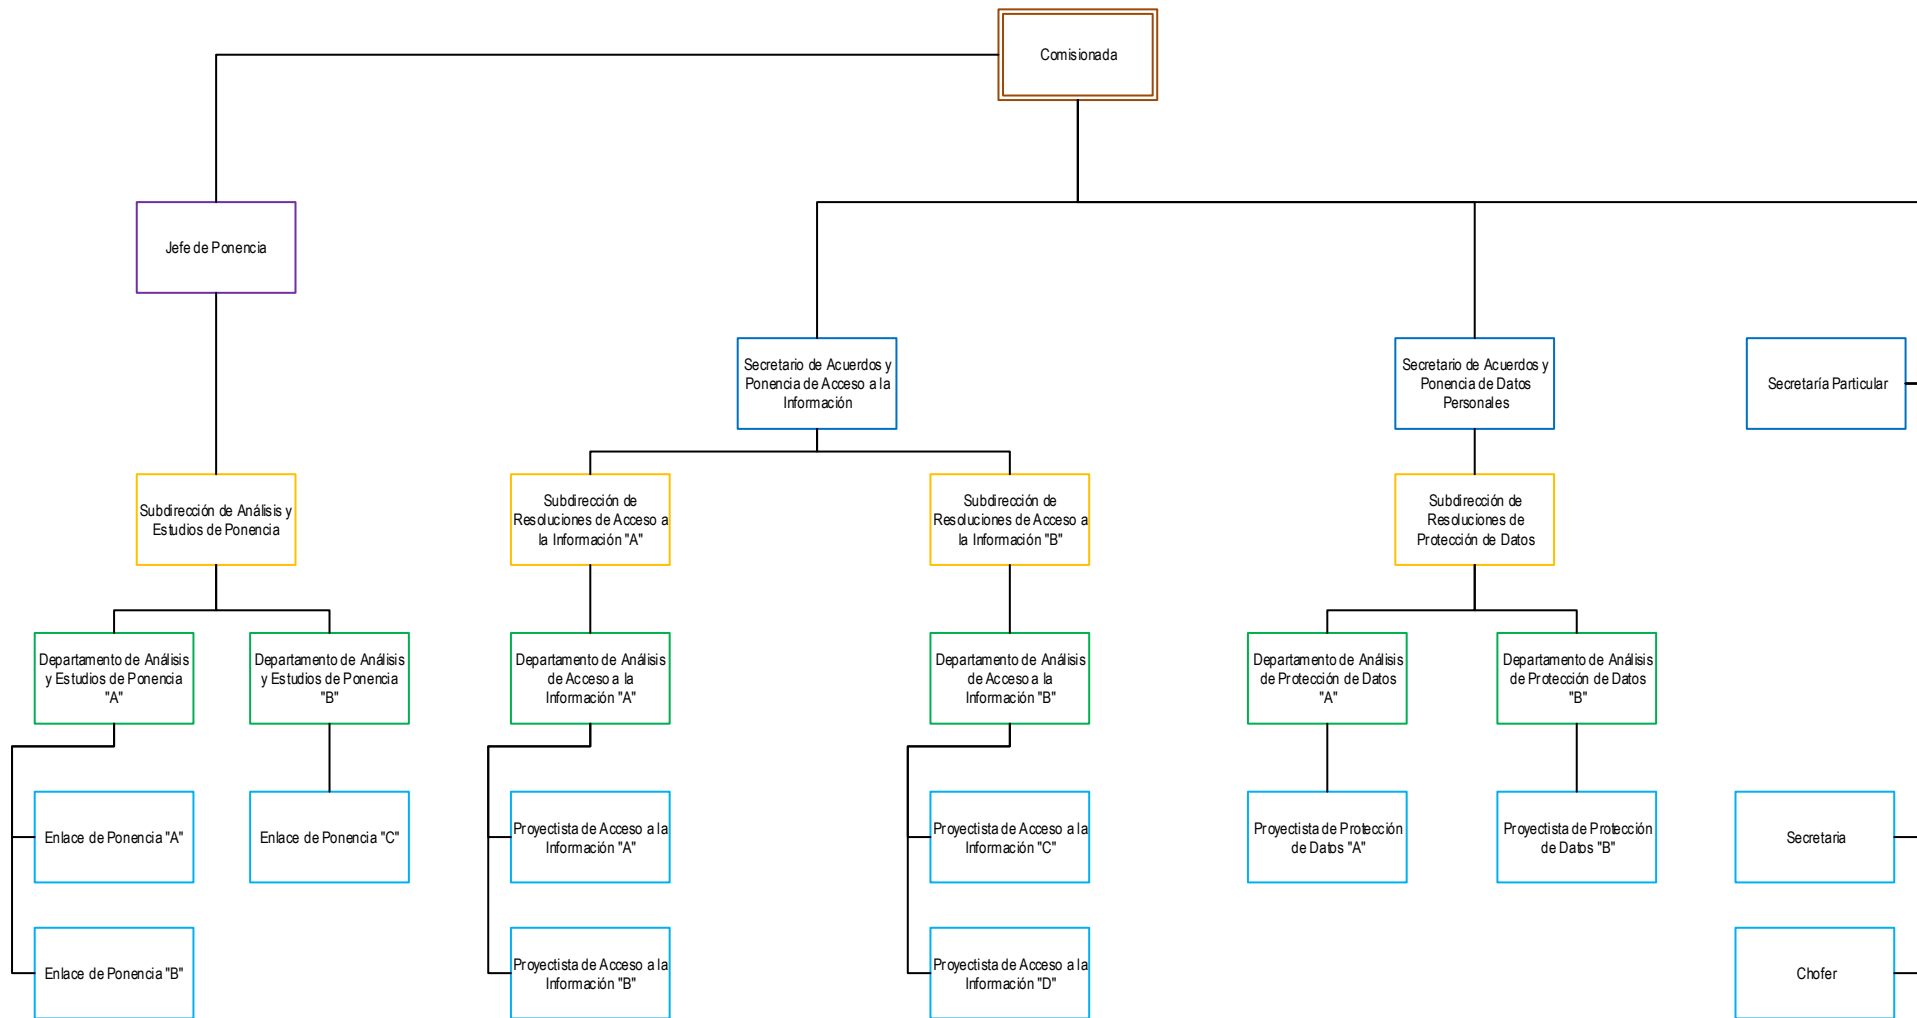 Comisionada
Jefe de Ponencia
Secretario de Acuerdos y
Ponencia de Acceso a la
Información
Secretario de Acuerdos y
Ponencia de Datos
Personales
Secretaría Particular
Subdirección de Análisis y
Estudios de Ponencia
Subdirección de
Resoluciones de Acceso a
la Información "A"
Subdirección de
Resoluciones de Acceso a
la Información "B"
Subdirección de
Resoluciones de
Protección de Datos
Departamento de Análisis
y Estudios de Ponencia
"A"
Departamento de Análisis
y Estudios de Ponencia
"B"
Departamento de Análisis
de Acceso a la
Información "A"
Departamento de Análisis
de Acceso a la
Información "B"
Departamento de Análisis
de Protección de Datos
"A"
Departamento de Análisis
de Protección de Datos
"B"
Enlace de Ponencia "A"
Enlace de Ponencia "C"
Proyectista de Acceso a la
Información "A"
Proyectista de Acceso a la
Información "C"
Proyectista de Protección
de Datos "A"
Proyectista de Protección
de Datos "B"
Secretaria
Enlace de Ponencia "B"
Proyectista de Acceso a la
Información "B"
Proyectista de Acceso a la
Información "D"
Chofer